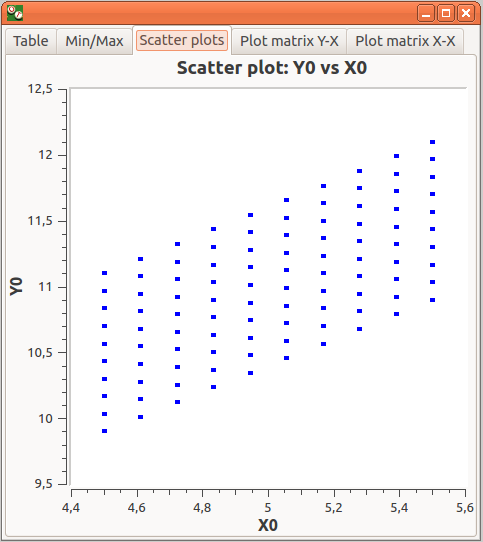 Table Min/Max Scatter plots Plot matrix Y-X Plot matrix X-X
Scatter plot: Y0 vs X0
12,5
12
11,5
11
10,5
10
9,5
Y0
4,4 4,6 4,8 5 5,2 5,4 5,6
X0